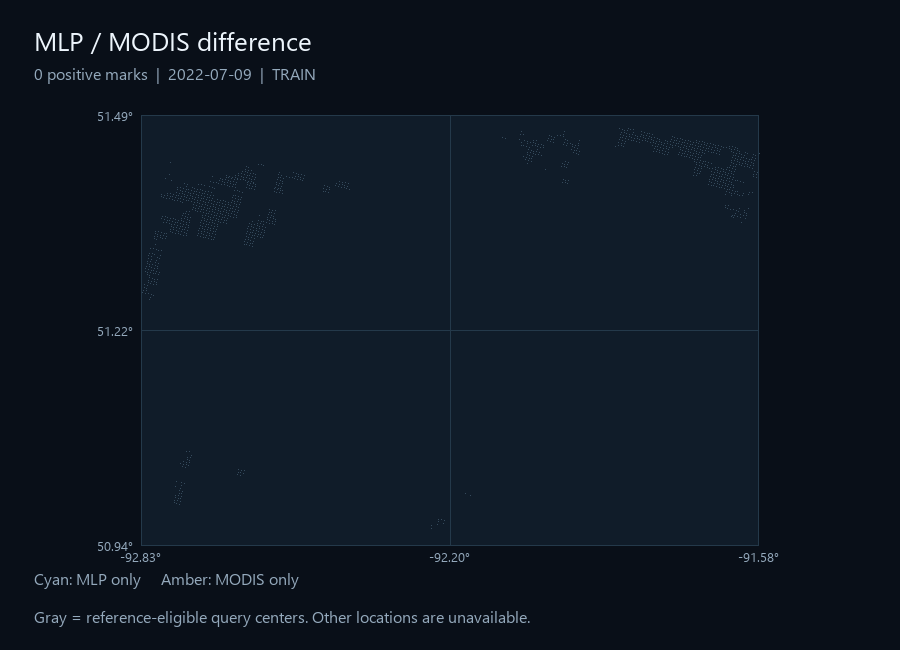 MLP / MODIS difference
0 positive marks | 2022-07-09 | TRAIN
51.49°
51.22°
50.94°
-92.83° -92.20° -91.58°
Cyan: MLP only Amber: MODIS only
Gray = reference-eligible query centers. Other locations are unavailable.